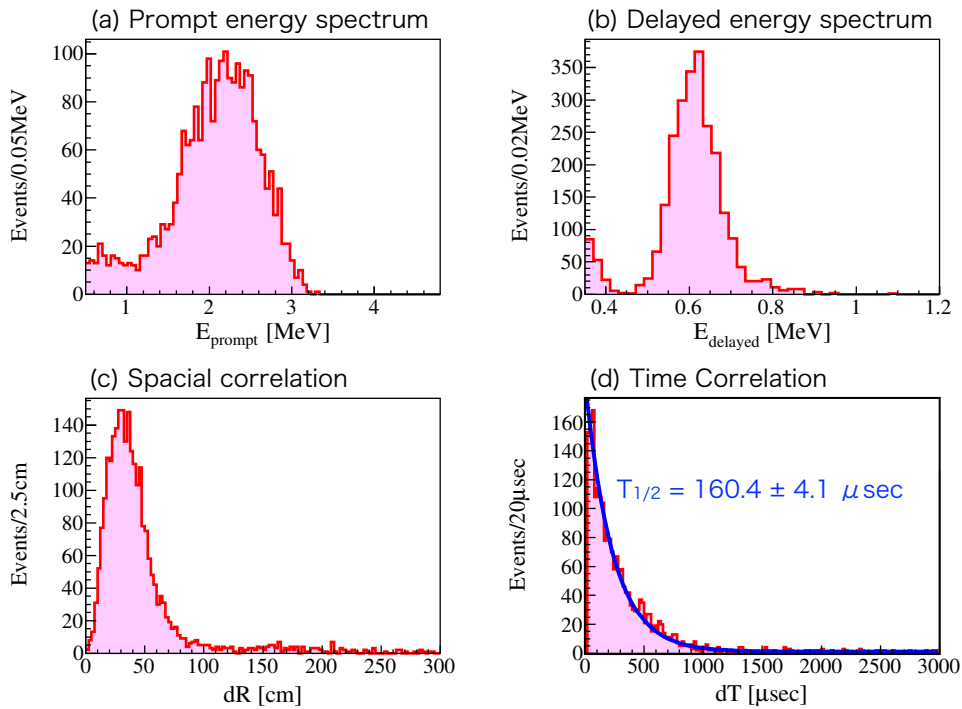 (a) Prompt energy spectrum
Events/0.05MeV
100
80
60
40
20
0
1 2 3 4
E_prompt [MeV]
(b) Delayed energy spectrum
Events/0.02MeV
350
300
250
200
150
100
50
0
0.4 0.6 0.8 1 1.2
E_delayed [MeV]
(c) Spacial correlation
Events/2.5cm
140
120
100
80
60
40
20
0
0 50 100 150 200 250 300
dR [cm]
(d) Time Correlation
Events/20μsec
160
140
120
100
80
60
40
20
0
T1/2 = 160.4 ± 4.1 μsec
0 500 1000 1500 2000 2500 3000
dT [μsec]